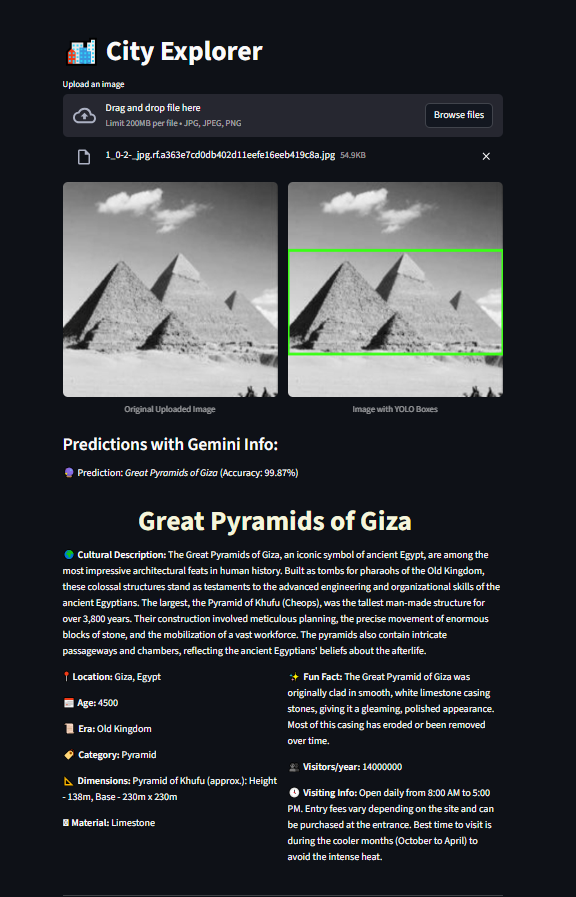 City Explorer
Upload an image
Drag and drop file here
Limit 200MB per file • JPG, JPEG, PNG
Browse files
1_0-2-_jpg.rf.a363e7cd0db402d11eefe16eeb419c8a.jpg 54.9KB
Original Uploaded Image
Image with YOLO Boxes
Predictions with Gemini Info:
🔮 Prediction: Great Pyramids of Giza (Accuracy: 99.87%)
Great Pyramids of Giza
🌍 Cultural Description: The Great Pyramids of Giza, an iconic symbol of ancient Egypt, are among the
most impressive architectural feats in human history. Built as tombs for pharaohs of the Old Kingdom,
these colossal structures stand as testaments to the advanced engineering and organizational skills of the
ancient Egyptians. The largest, the Pyramid of Khufu (Cheops), was the tallest man-made structure for
over 3,800 years. Their construction involved meticulous planning, the precise movement of enormous
blocks of stone, and the mobilization of a vast workforce. The pyramids also contain intricate
passageways and chambers, reflecting the ancient Egyptians' beliefs about the afterlife.
📍 Location: Giza, Egypt
📅 Age: 4500
📜 Era: Old Kingdom
🏷️ Category: Pyramid
📐 Dimensions: Pyramid of Khufu (approx.): Height
- 138m, Base - 230m x 230m
Material: Limestone
✨ Fun Fact: The Great Pyramid of Giza was
originally clad in smooth, white limestone casing
stones, giving it a gleaming, polished appearance.
Most of this casing has eroded or been removed
over time.
👥 Visitors/year: 14000000
🕓 Visiting Info: Open daily from 8:00 AM to 5:00
PM. Entry fees vary depending on the site and can
be purchased at the entrance. Best time to visit is
during the cooler months (October to April) to
avoid the intense heat.